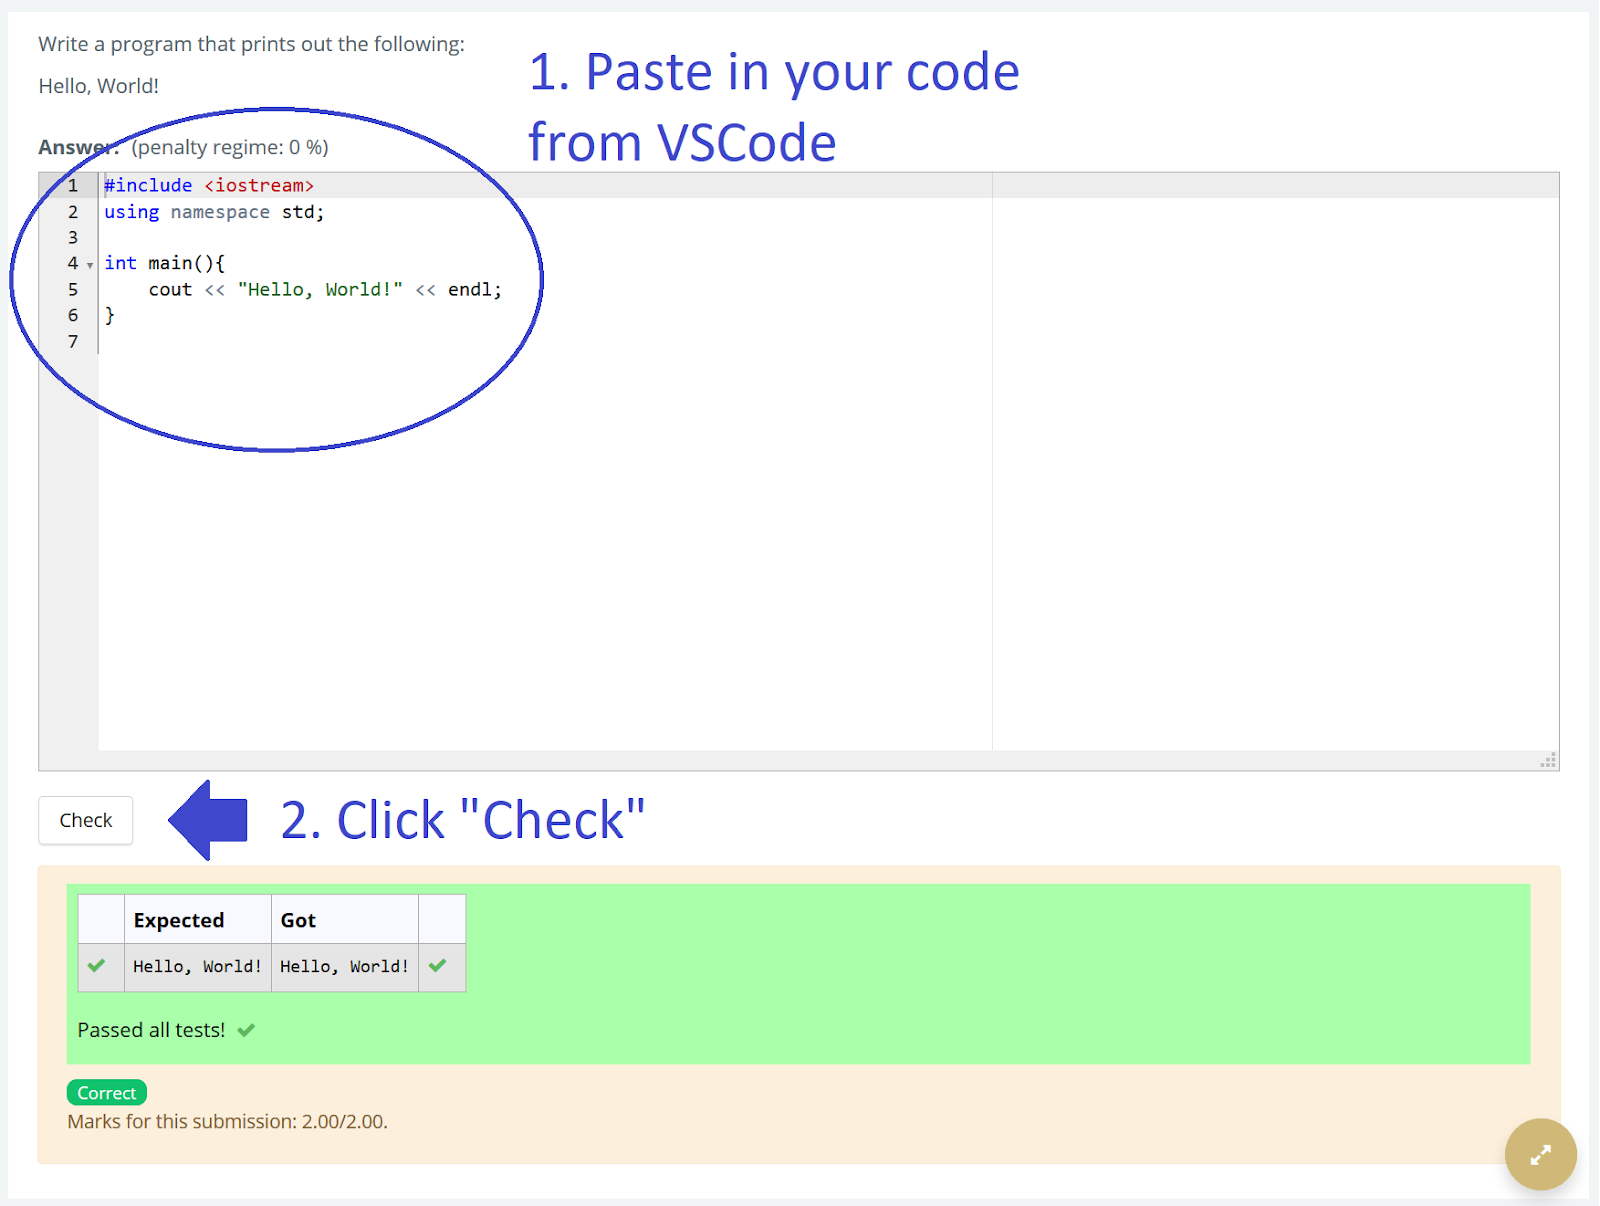 Write a program that prints out the following:
Hello, World!
1. Paste in your code
from VSCode
Answer: (penalty regime: 0 %)
1 #include <iostream>
2 using namespace std;
3
4 int main(){
5     cout << "Hello, World!" << endl;
6 }
7
Check
2. Click "Check"
Expected Got
Hello, World! Hello, World!
Passed all tests!
Correct
Marks for this submission: 2.00/2.00.